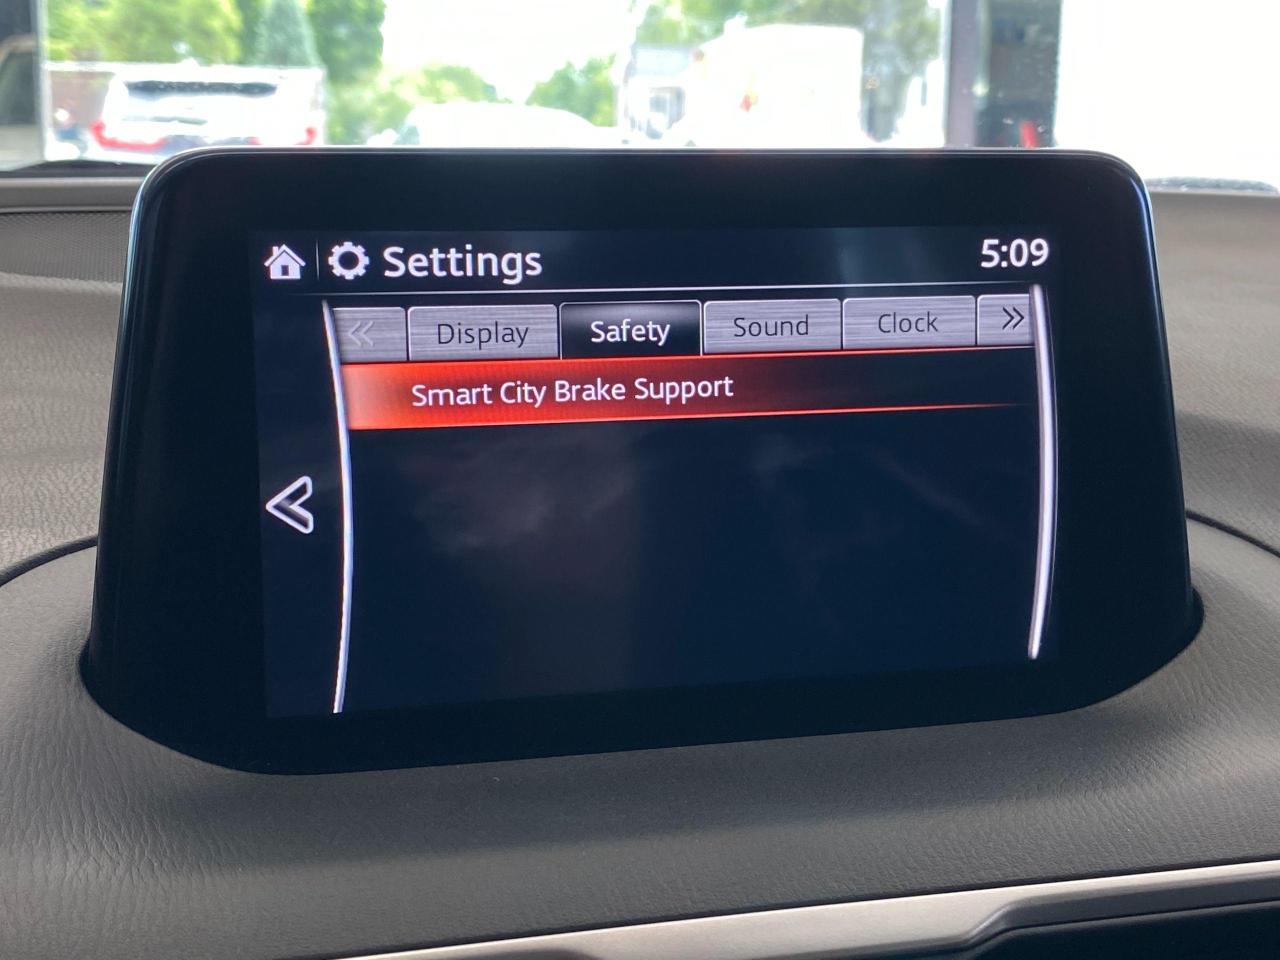 Settings
5:09
Display
Safety
Sound
Clock
Smart City Brake Support